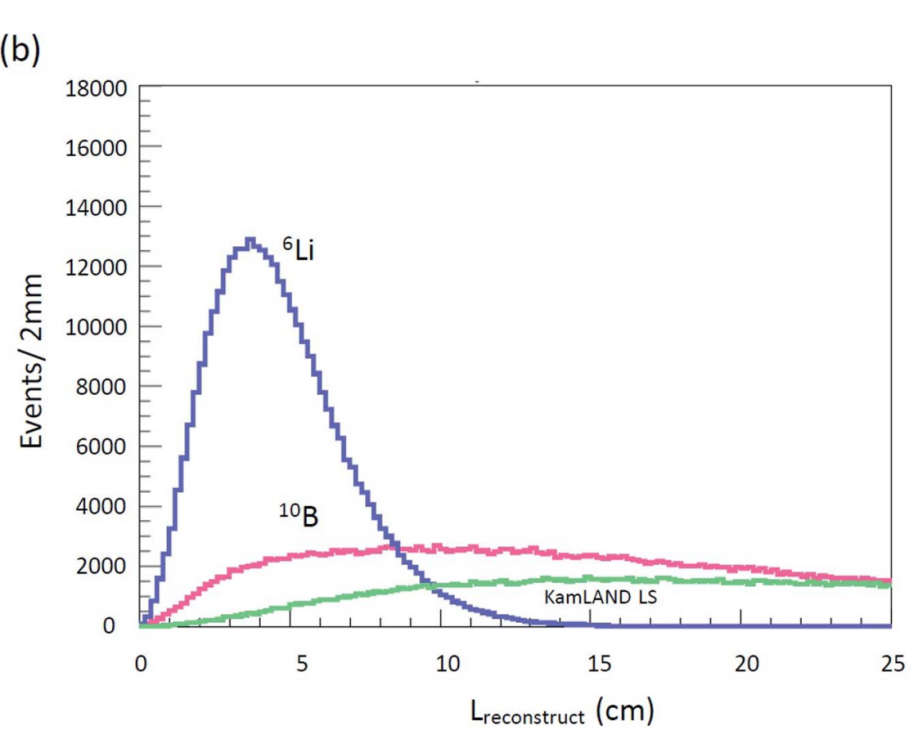 (b)
18000
16000
14000
12000
10000
8000
6000
4000
2000
0
Events/ 2mm
⁶Li
¹⁰B
KamLAND LS
0 5 10 15 20 25
Lreconstruct (cm)